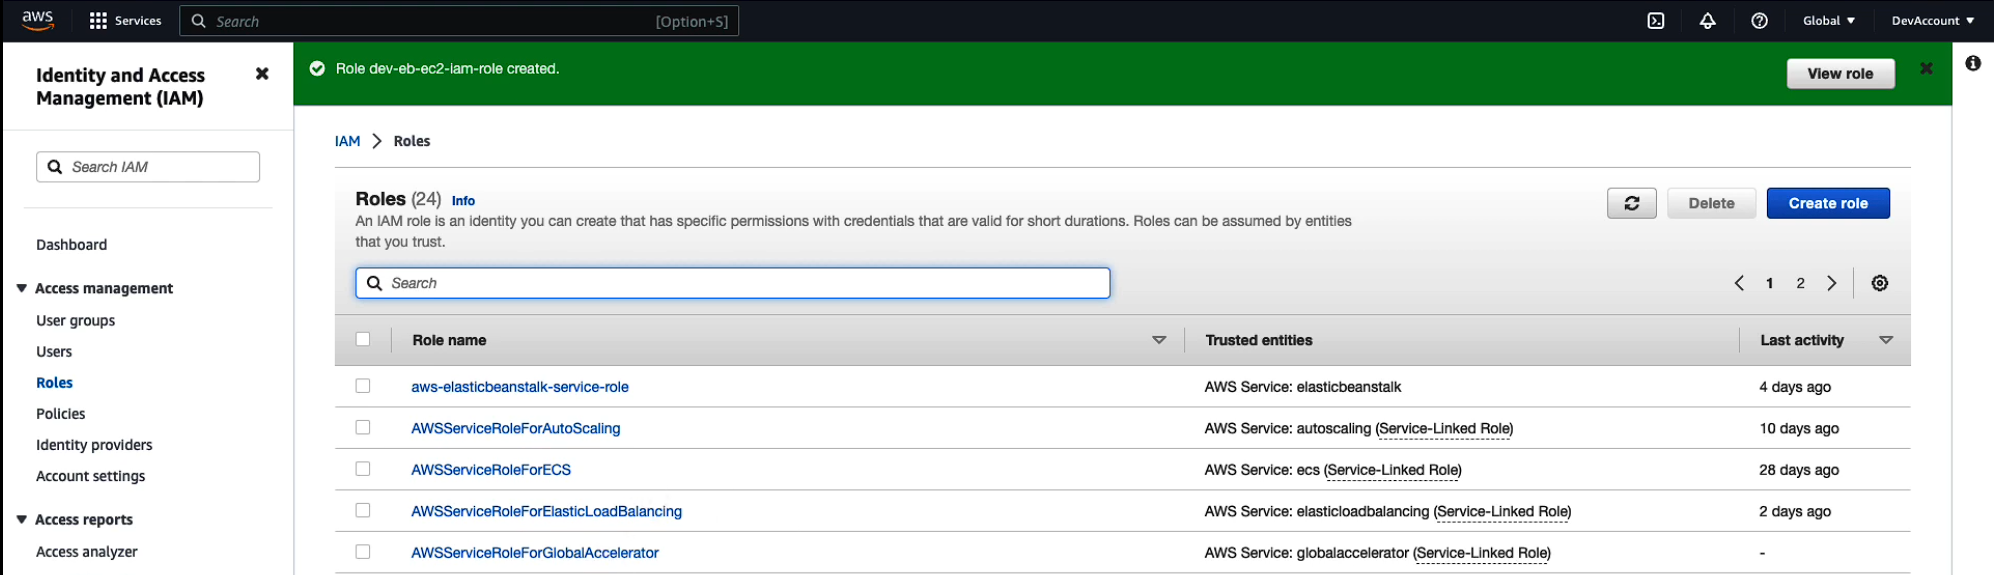 aws
Services
Search
[Option+S]
Global
DevAccount
Identity and Access
Management (IAM)
Search IAM
Dashboard
Access management
User groups
Users
Roles
Policies
Identity providers
Account settings
Access reports
Access analyzer
Role dev-eb-ec2-iam-role created.
View role
IAM > Roles
Roles (24) Info
An IAM role is an identity you can create that has specific permissions with credentials that are valid for short durations. Roles can be assumed by entities
that you trust.
Delete
Create role
Search
1 2
Role name Trusted entities Last activity
aws-elasticbeanstalk-service-role AWS Service: elasticbeanstalk 4 days ago
AWSServiceRoleForAutoScaling AWS Service: autoscaling (Service-Linked Role) 10 days ago
AWSServiceRoleForECS AWS Service: ecs (Service-Linked Role) 28 days ago
AWSServiceRoleForElasticLoadBalancing AWS Service: elasticloadbalancing (Service-Linked Role) 2 days ago
AWSServiceRoleForGlobalAccelerator AWS Service: globalaccelerator (Service-Linked Role) -